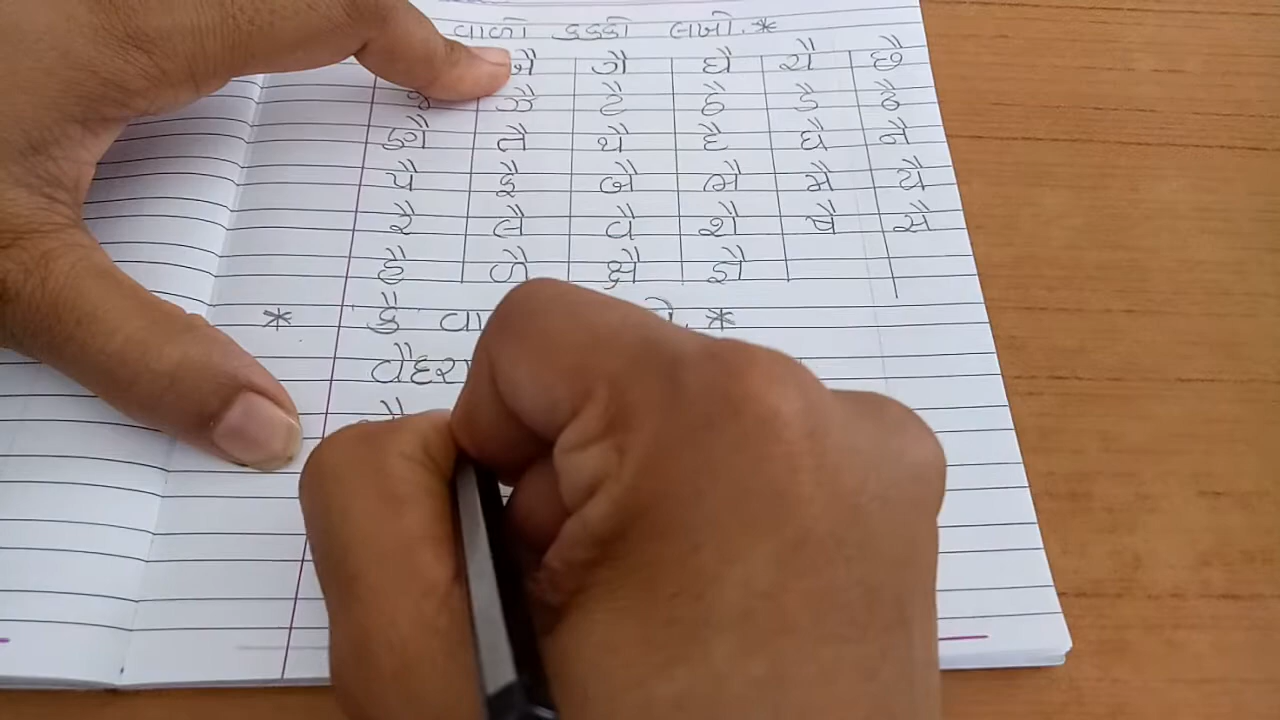 વાળો કક્કો લખો. *
ખૈ ગૈ ઘૈ ચૈ છૈ
ઝૈ ટૈ ઠૈ ડૈ ઢૈ
ણૈ તૈ થૈ દૈ ધૈ નૈ
પૈ ફૈ બૈ ભૈ મૈ યૈ
રૈ લૈ વૈ શૈ ષૈ સૈ
હૈ ળૈ ક્ષૈ જ્ઞૈ
* કૈ *